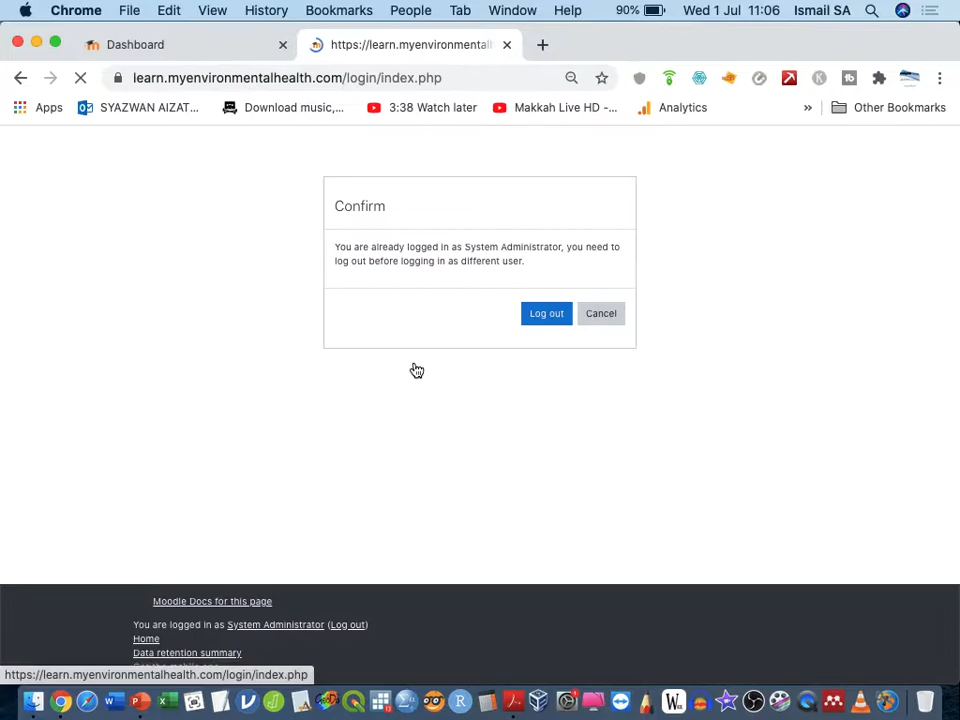 Chrome File Edit View History Bookmarks People Tab Window Help 90% Wed 1 Jul 11:06 Ismail SA
Dashboard https://learn.myenvironmental
learn.myenvironmentalhealth.com/login/index.php
Apps SYAZWAN AIZAT... Download music,... 3:38 Watch later Makkah Live HD -... Analytics » Other Bookmarks
Confirm
You are already logged in as System Administrator, you need to
log out before logging in as different user.
Log out Cancel
Moodle Docs for this page
You are logged in as System Administrator (Log out)
Home
Data retention summary
https://learn.myenvironmentalhealth.com/login/index.php